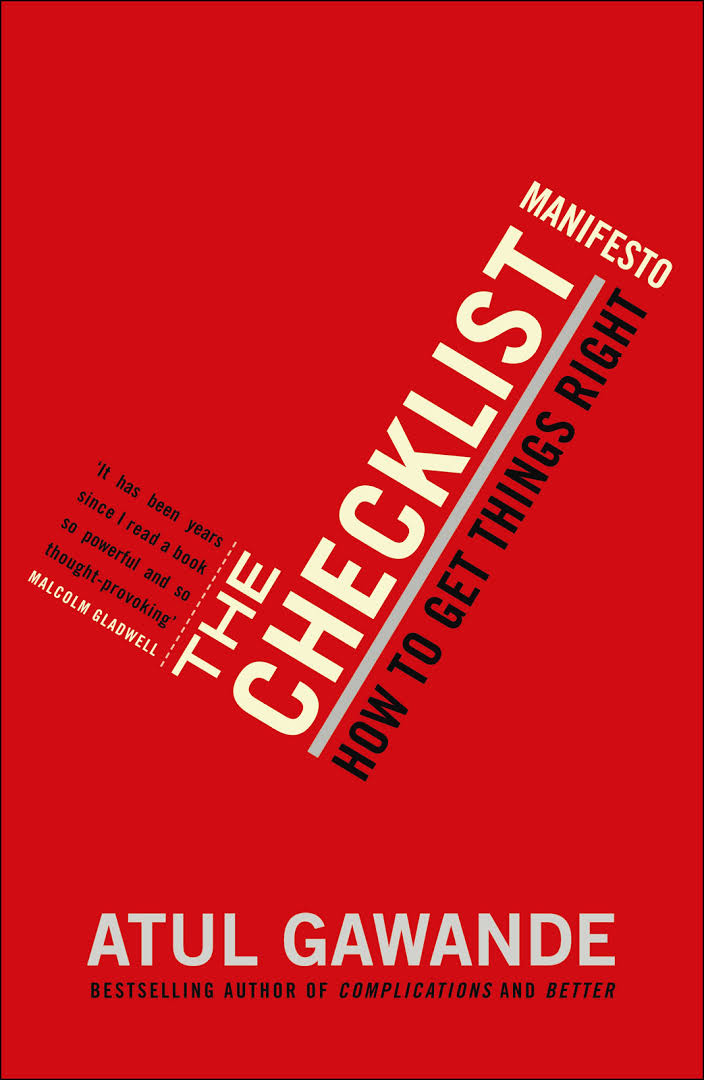 MANIFESTO
THE
CHECKLIST
HOW TO GET THINGS RIGHT
'It has been years
since I read a book
so powerful and so
thought-provoking'
MALCOLM GLADWELL
ATUL GAWANDE
BESTSELLING AUTHOR OF COMPLICATIONS AND BETTER